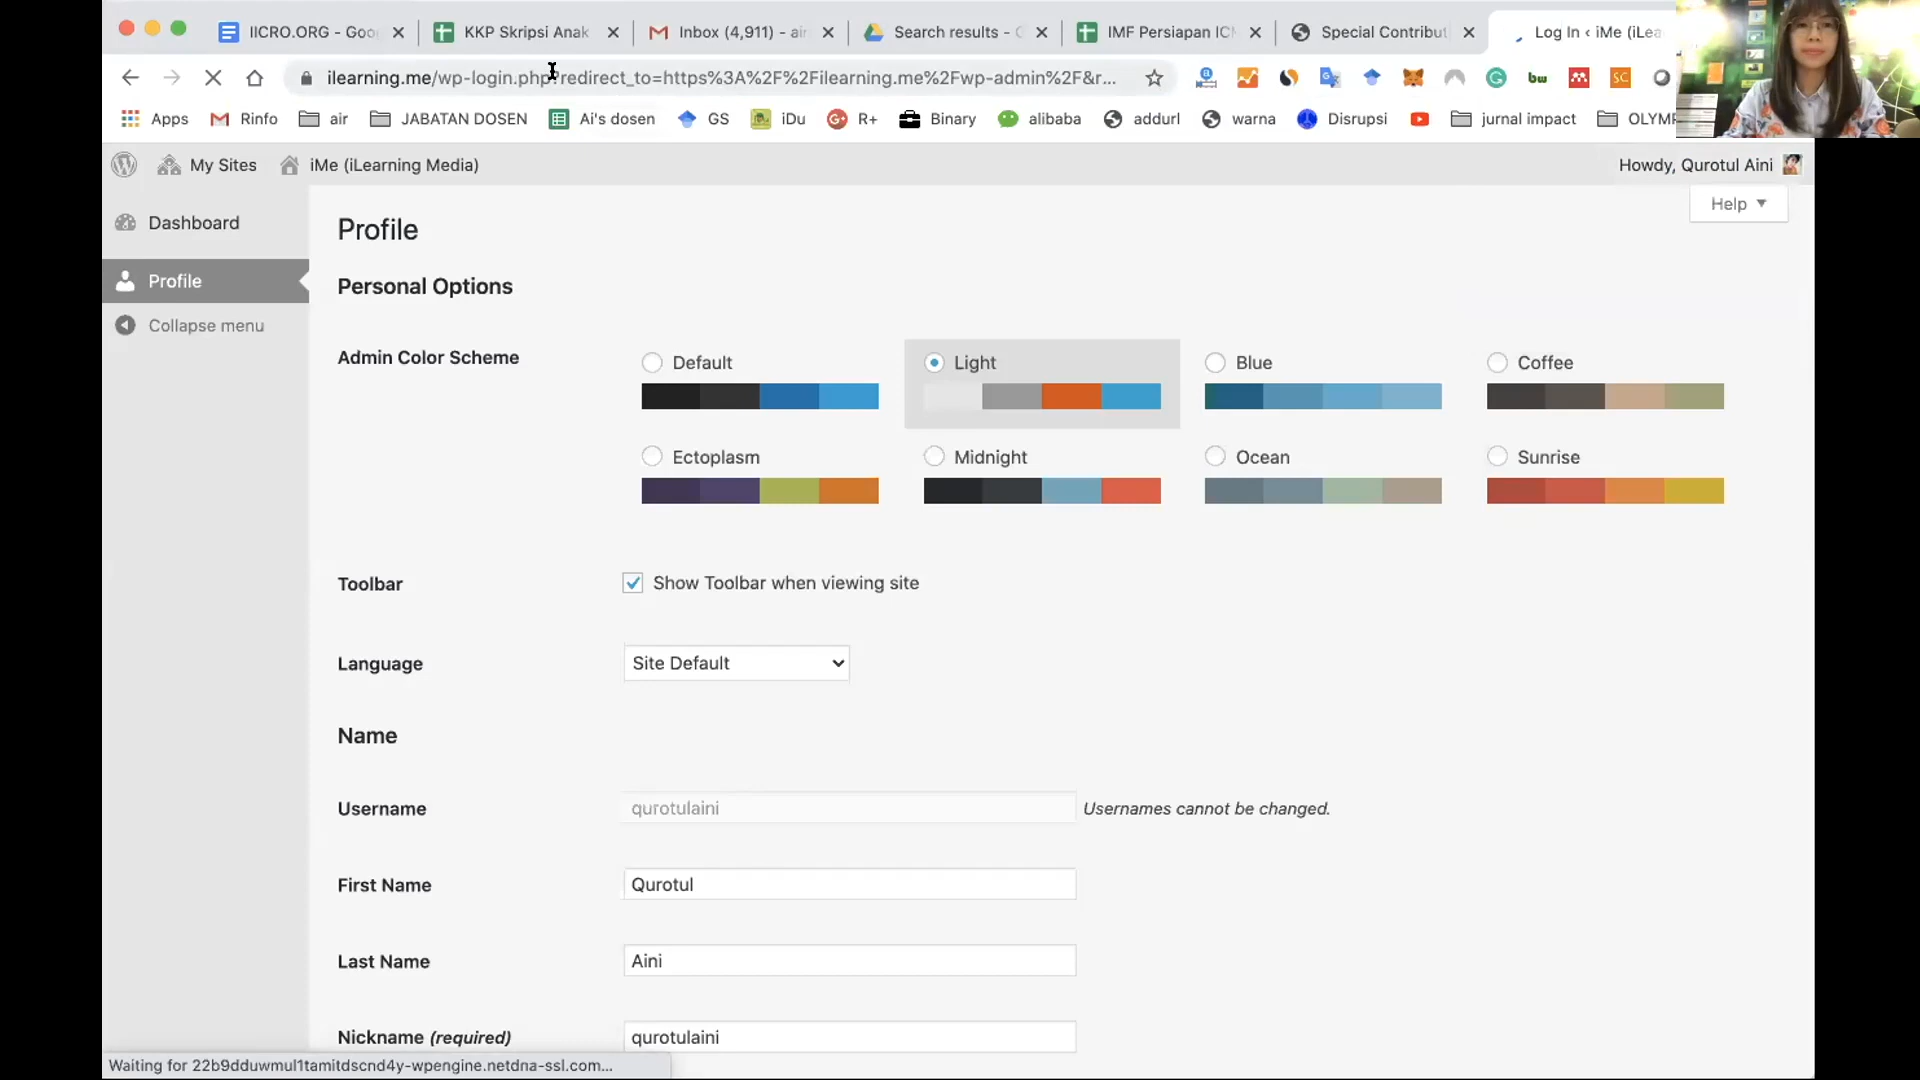 IICRO.ORG - Goo
KKP Skripsi Anak
Inbox (4,911) - air
Search results -
IMF Persiapan IC
Special Contribut
Log In ‹ iMe (iLea
ilearning.me/wp-login.php?redirect_to=https%3A%2F%2Filearning.me%2Fwp-admin%2F&r...
Apps
Rinfo
air
JABATAN DOSEN
Ai's dosen
GS
iDu
R+
Binary
alibaba
addurl
warna
Disrupsi
jurnal impact
OLYMP
My Sites
iMe (iLearning Media)
Howdy, Qurotul Aini
Help
Dashboard
Profile
Collapse menu
Profile
Personal Options
Admin Color Scheme
Default
Light
Blue
Coffee
Ectoplasm
Midnight
Ocean
Sunrise
Toolbar
Show Toolbar when viewing site
Language
Site Default
Name
Username
qurotulaini
Usernames cannot be changed.
First Name
Qurotul
Last Name
Aini
Nickname (required)
qurotulaini
Waiting for 22b9dduwmul1tamitdscnd4y-wpengine.netdna-ssl.com...